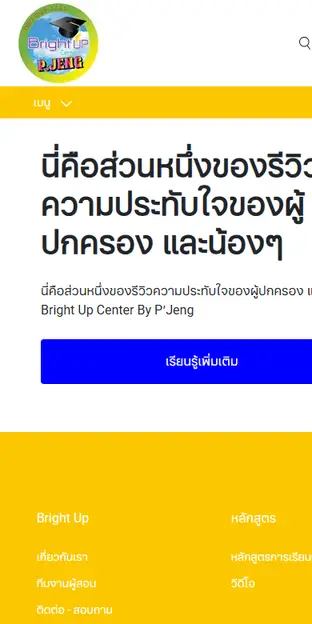 Bright UP
Center
P.JENG
เมนู
นี่คือส่วนหนึ่งของรีวิว
ความประทับใจของผู้
ปกครอง และน้องๆ
นี่คือส่วนหนึ่งของรีวิวความประทับใจของผู้ปกครอง
Bright Up Center By P’Jeng
เรียนรู้เพิ่มเติม
Bright Up
หลักสูตร
เกี่ยวกับเรา
หลักสูตรการเรียน
ทีมงานผู้สอน
วิดีโอ
ติดต่อ - สอบถาม